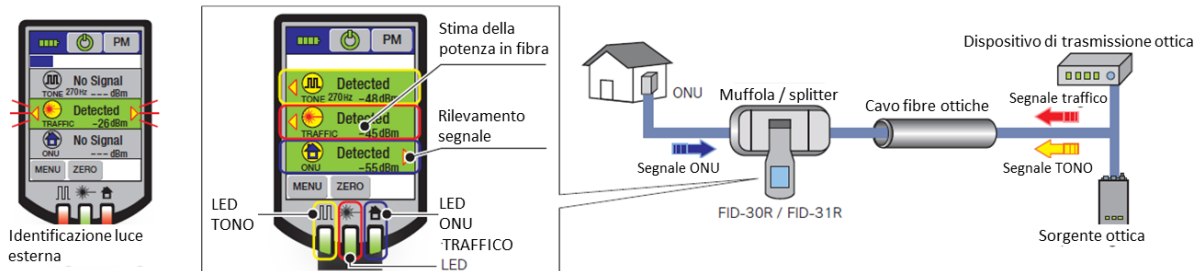 PM
No Signal
TONE 270Hz ---dBm
Detected
TRAFFIC -26dBm
No Signal
ONU ---dBm
MENU ZERO
Identificazione luce
esterna
PM
Detected
TONE 270Hz -48dBm
Detected
TRAFFIC -45dBm
Detected
ONU -55dBm
MENU ZERO
LED
TONO
LED
ONU
TRAFFICO
LED
Stima della
potenza in fibra
Rilevamento
segnale
ONU
Segnale ONU
Muffola / splitter
FID-30R / FID-31R
Cavo fibre ottiche
Dispositivo di trasmissione ottica
Segnale traffico
Segnale TONO
Sorgente ottica